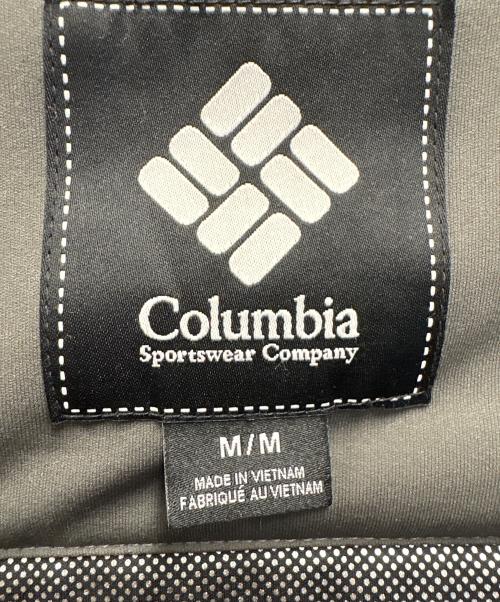 Columbia
Sportswear Company
M/M
MADE IN VIETNAM
FABRIQUÉ AU VIETNAM